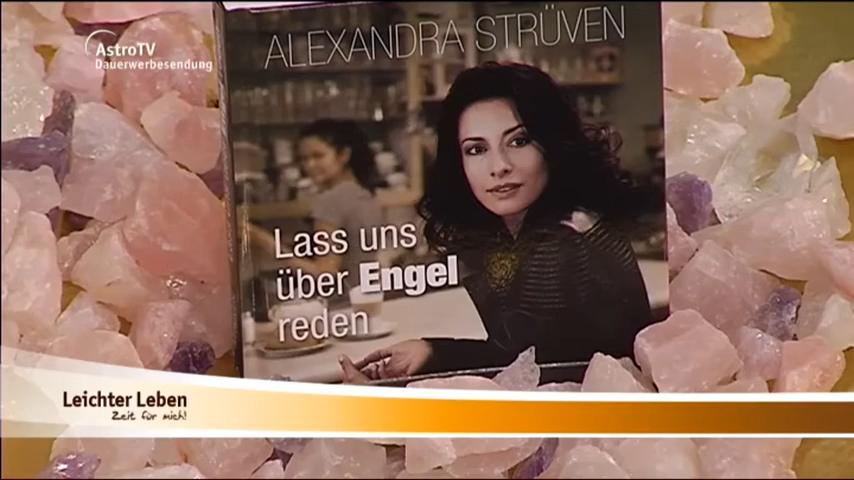 AstroTV
Dauerwerbesendung
ALEXANDRA STRÜVEN
Lass uns
über Engel
reden
Leichter Leben
Zeit für mich!